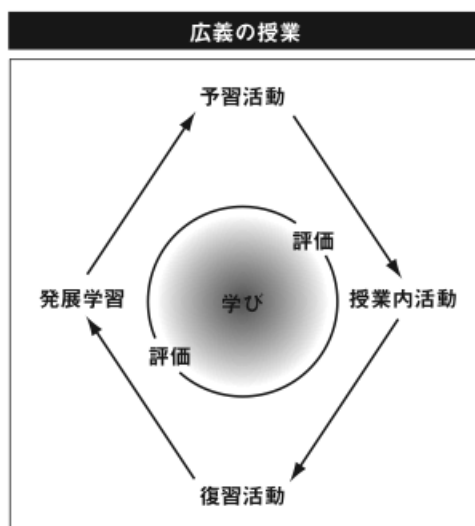 広義の授業
予習活動
評価
発展学習
学び
授業内活動
評価
復習活動